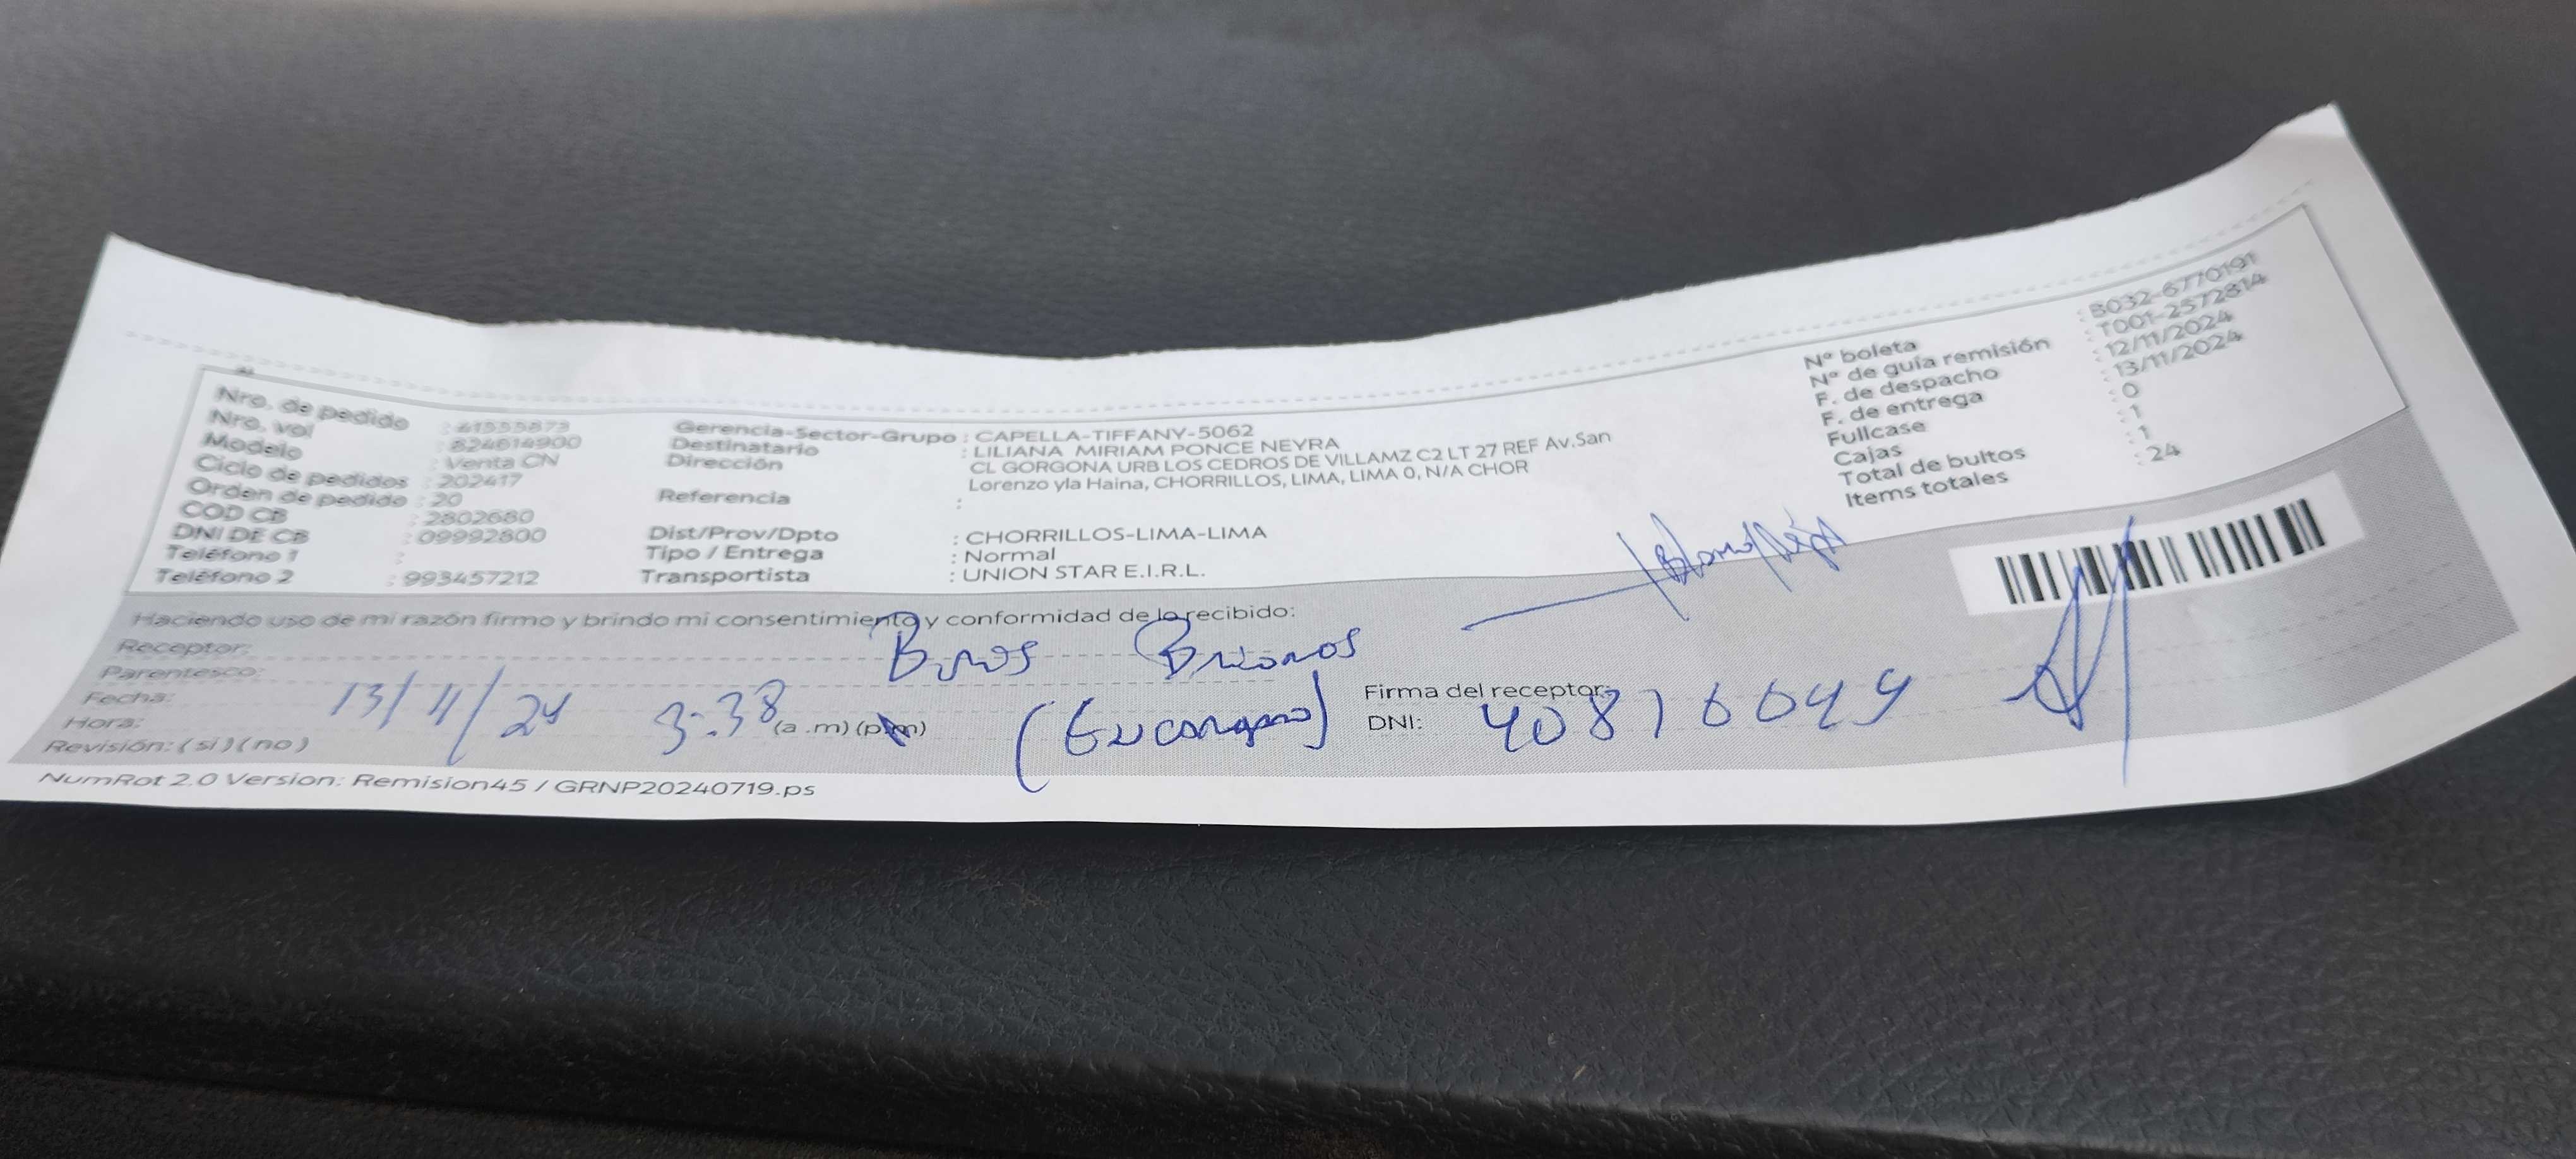 Nro. de pedido : 41555873
Nro. vol : 824614900
Modelo : Venta CN
Ciclo de pedidos : 202417
Orden de pedido : 20
COD CB : 2802680
DNI DE CB : 09992800
Teléfono 1 :
Teléfono 2 : 993457212
Gerencia-Sector-Grupo : CAPELLA-TIFFANY-5062
Destinatario : LILIANA MIRIAM PONCE NEYRA
Dirección : CL GORGONA URB LOS CEDROS DE VILLAMZ C2 LT 27 REF Av.San
Lorenzo yla Haina, CHORRILLOS, LIMA, LIMA 0, N/A CHOR
Referencia :
Dist/Prov/Dpto : CHORRILLOS-LIMA-LIMA
Tipo / Entrega : Normal
Transportista : UNION STAR E.I.R.L.
Nº boleta : B032-6770191
Nº de guía remisión : T001-2572814
F. de despacho : 12/11/2024
F. de entrega : 13/11/2024
Fullcase : 0
Cajas : 1
Total de bultos : 1
Items totales : 24
Haciendo uso de mi razón firmo y brindo mi consentimiento y conformidad de lo recibido:
Receptor:
Parentesco:
Fecha: 13/11/24
Hora: 3:38 (a .m) (p.m)
Revisión: ( si ) ( no )
Firma del receptor:
DNI:
NumRot 2.0 Version: Remision45 / GRNP20240719.ps